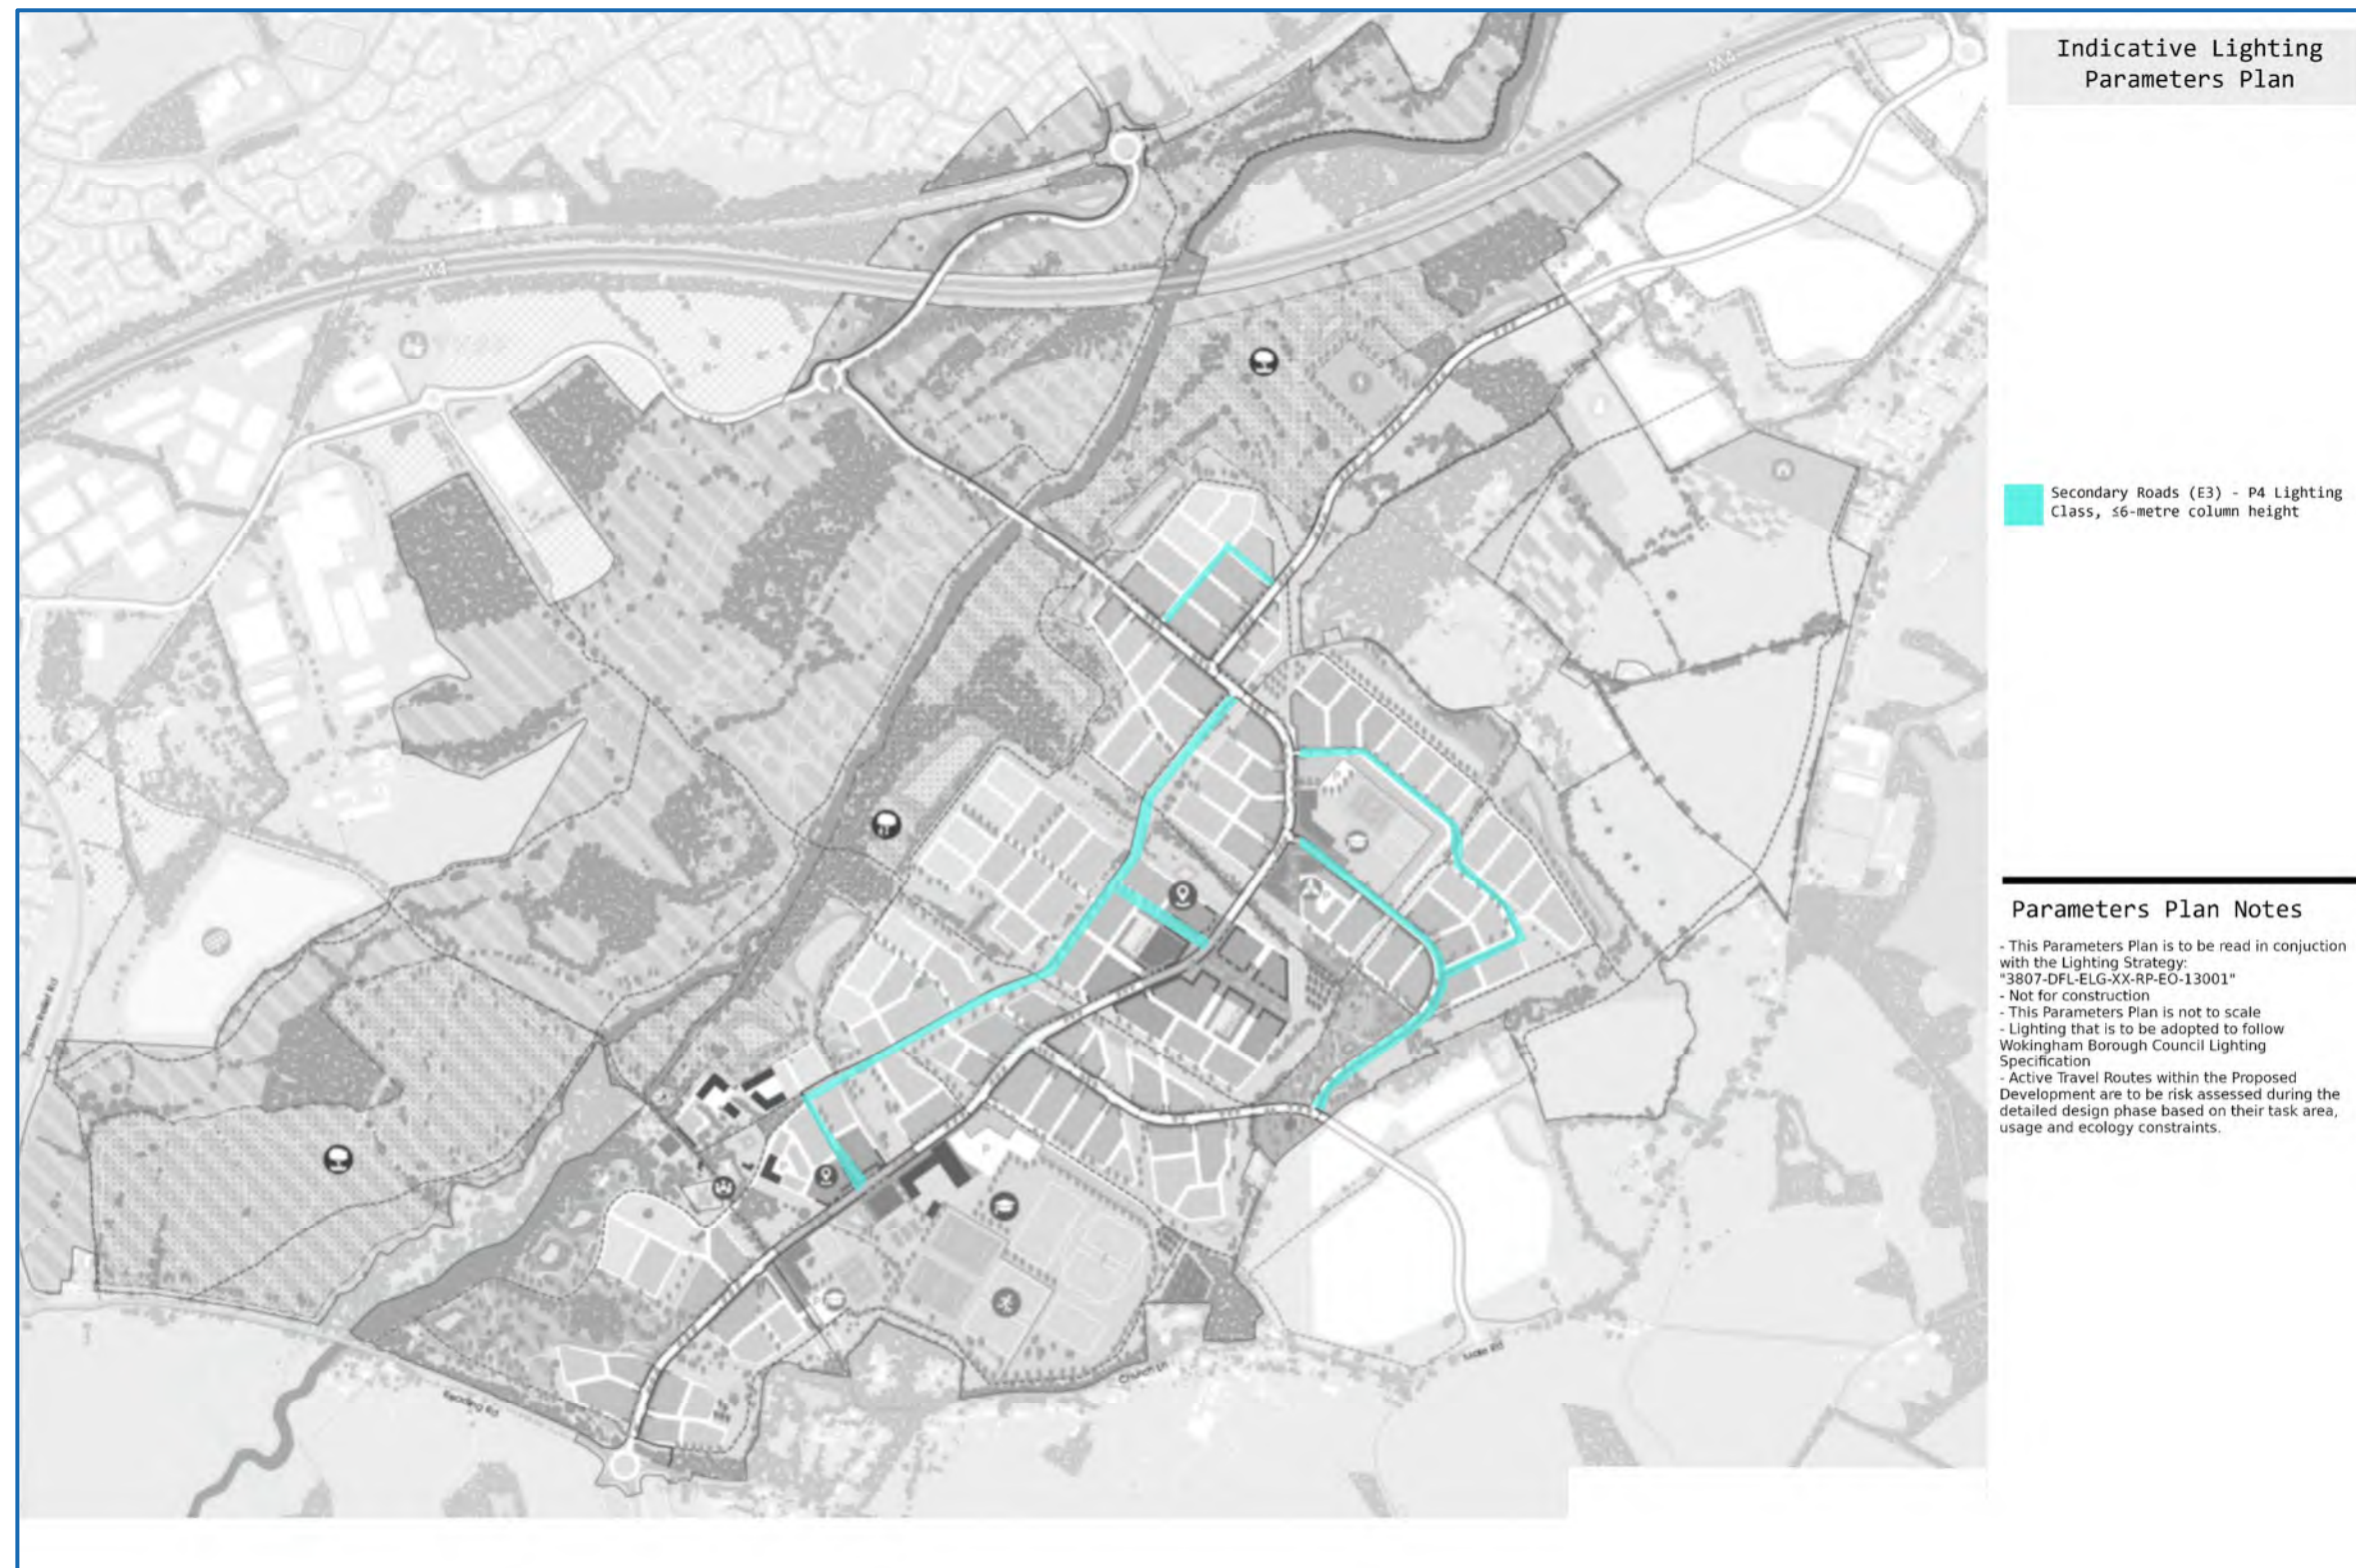 Indicative Lighting
Parameters Plan
M4
M4
Secondary Roads (E3) - P4 Lighting
Class, ≤6-metre column height
Parameters Plan Notes
- This Parameters Plan is to be read in conjuction
with the Lighting Strategy:
"3807-DFL-ELG-XX-RP-EO-13001"
- Not for construction
- This Parameters Plan is not to scale
- Lighting that is to be adopted to follow
Wokingham Borough Council Lighting
Specification
- Active Travel Routes within the Proposed
Development are to be risk assessed during the
detailed design phase based on their task area,
usage and ecology constraints.
P
Church Ln
Mole Rd
Reading Rd